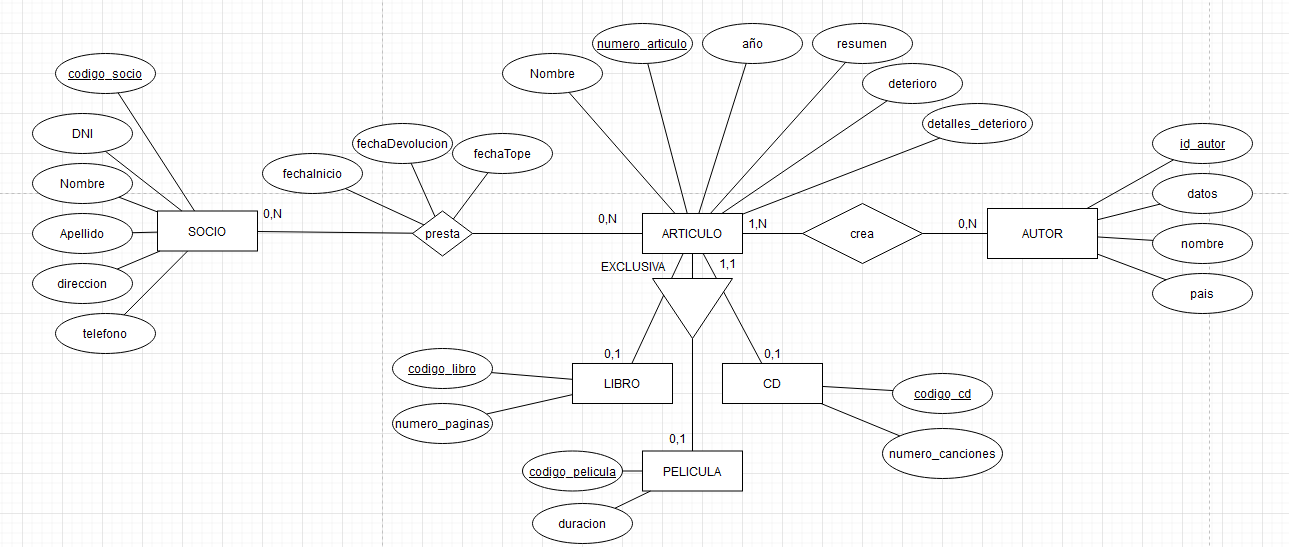 numero_articulo
año
resumen
Nombre
codigo_socio
deterioro
detalles_deterioro
DNI
fechaDevolucion
fechaTope
id_autor
fechaInicio
Nombre
datos
0,N
0,N
1,N
0,N
Apellido
SOCIO
presta
ARTICULO
crea
AUTOR
nombre
EXCLUSIVA
1,1
direccion
pais
telefono
0,1
0,1
codigo_libro
LIBRO
CD
codigo_cd
numero_paginas
0,1
numero_canciones
codigo_pelicula
PELICULA
duracion